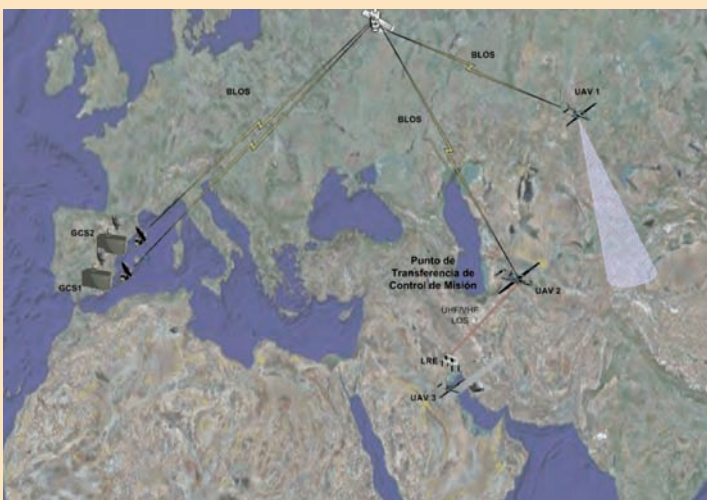 BLOS
UAV 1
BLOS
BLOS
GCS2
GCS1
Punto de
Transferencia de
Control de Misión
UAV 2
UHF/VHF
LOS
LRE
UAV 3